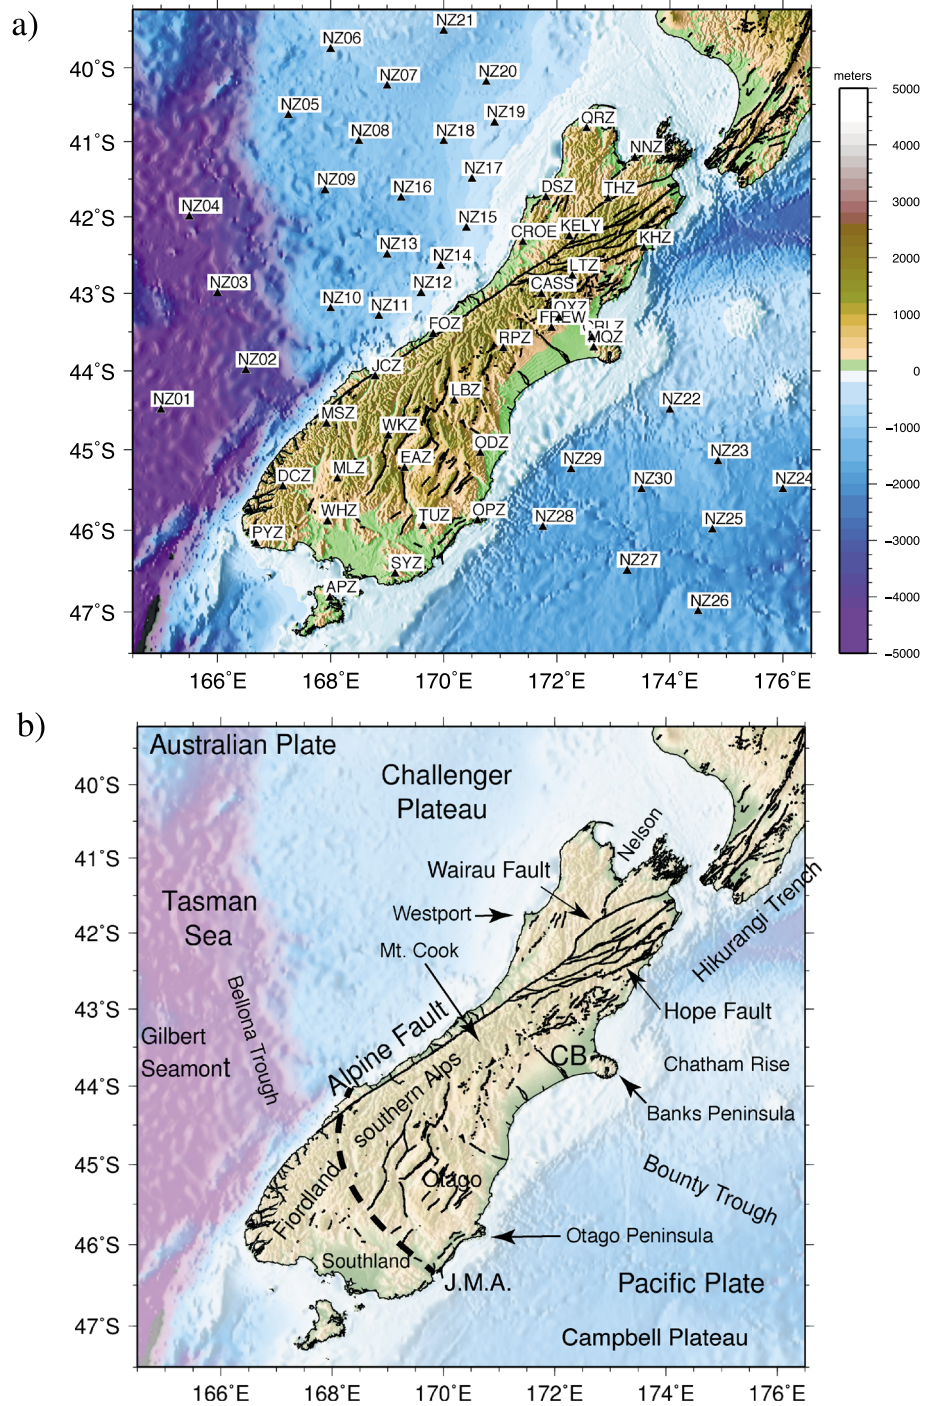 a)
NZ21
NZ06
meters
40°S
NZ07
NZ20
5000
NZ05
NZ19
QRZ
4000
41°S
NZ08
NZ18
NNZ
NZ17
3000
NZ09
NZ16
DSZ
THZ
NZ04
42°S
NZ15
KELY
2000
CROE
KHZ
NZ13
NZ14
LTZ
NZ03
NZ12
CASS
1000
43°S
NZ10
NZ11
OXZ
FOZ
FREW
CRLZ
RPZ
MQZ
NZ02
JCZ
0
44°S
LBZ
NZ01
MSZ
NZ22
−1000
WKZ
ODZ
45°S
EAZ
NZ23
MLZ
NZ29
−2000
DCZ
NZ30
NZ24
WHZ
TUZ
OPZ
NZ28
NZ25
46°S
PYZ
−3000
SYZ
NZ27
APZ
NZ26
−4000
47°S
−5000
166°E
168°E
170°E
172°E
174°E
176°E
b)
Australian Plate
40°S
Challenger
Plateau
Nelson
41°S
Wairau Fault
Tasman
Sea
Westport
Hikurangi Trench
42°S
Mt. Cook
Bellona Trough
43°S
Hope Fault
Gilbert
Seamont
Alpine Fault
CB
Chatham Rise
44°S
southern Alps
Banks Peninsula
45°S
Otago
Bounty Trough
Fiordland
46°S
Southland
Otago Peninsula
J.M.A.
Pacific Plate
47°S
Campbell Plateau
166°E
168°E
170°E
172°E
174°E
176°E